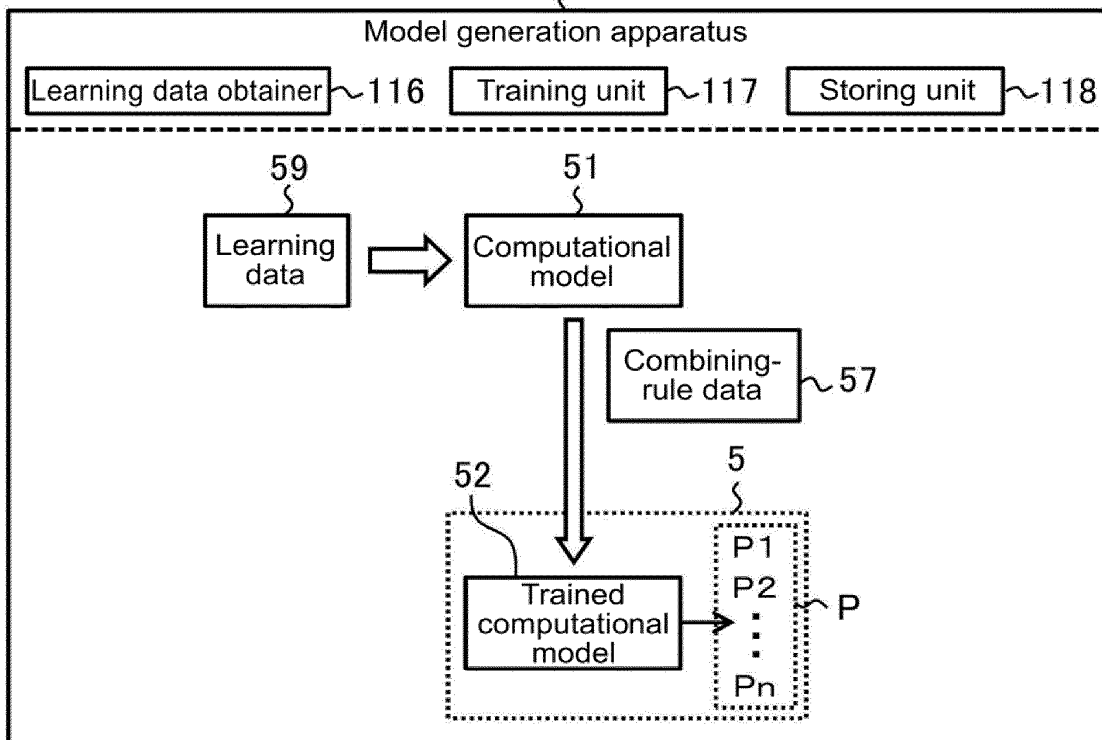 Model generation apparatus
Learning data obtainer 116
Training unit 117
Storing unit 118
59
51
Learning
data
Computational
model
Combining-
rule data
57
5
52
P1
P2
Trained
computational
model
P
Pn